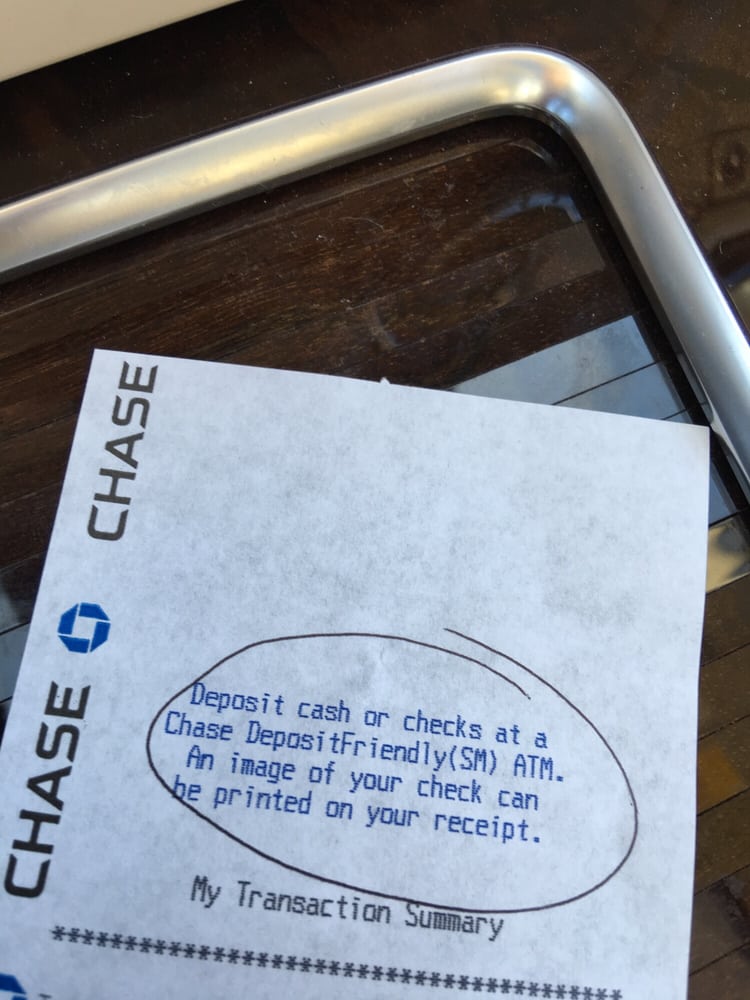 CHASE
CHASE
Deposit cash or checks at a
Chase DepositFriendly(SM) ATM.
An image of your check can
be printed on your receipt.
My Transaction Summary
****************************************